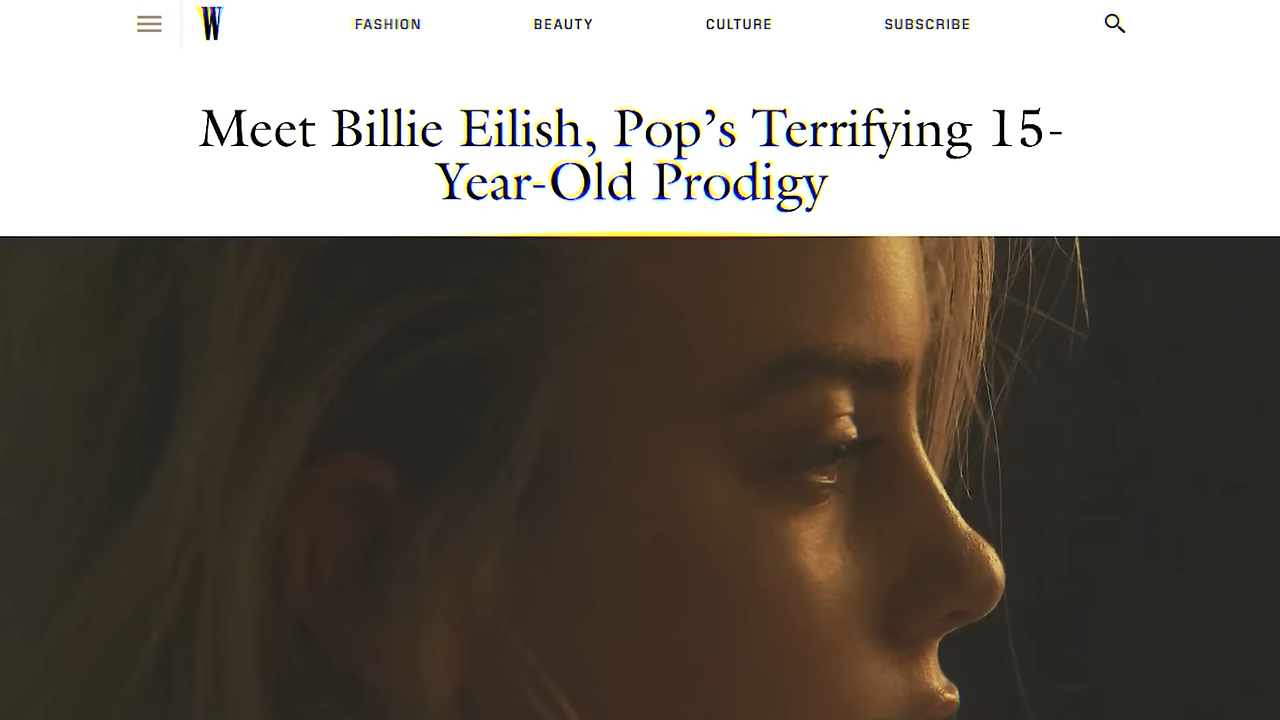 W
FASHION
BEAUTY
CULTURE
SUBSCRIBE
Meet Billie Eilish, Pop’s Terrifying 15-
Year-Old Prodigy